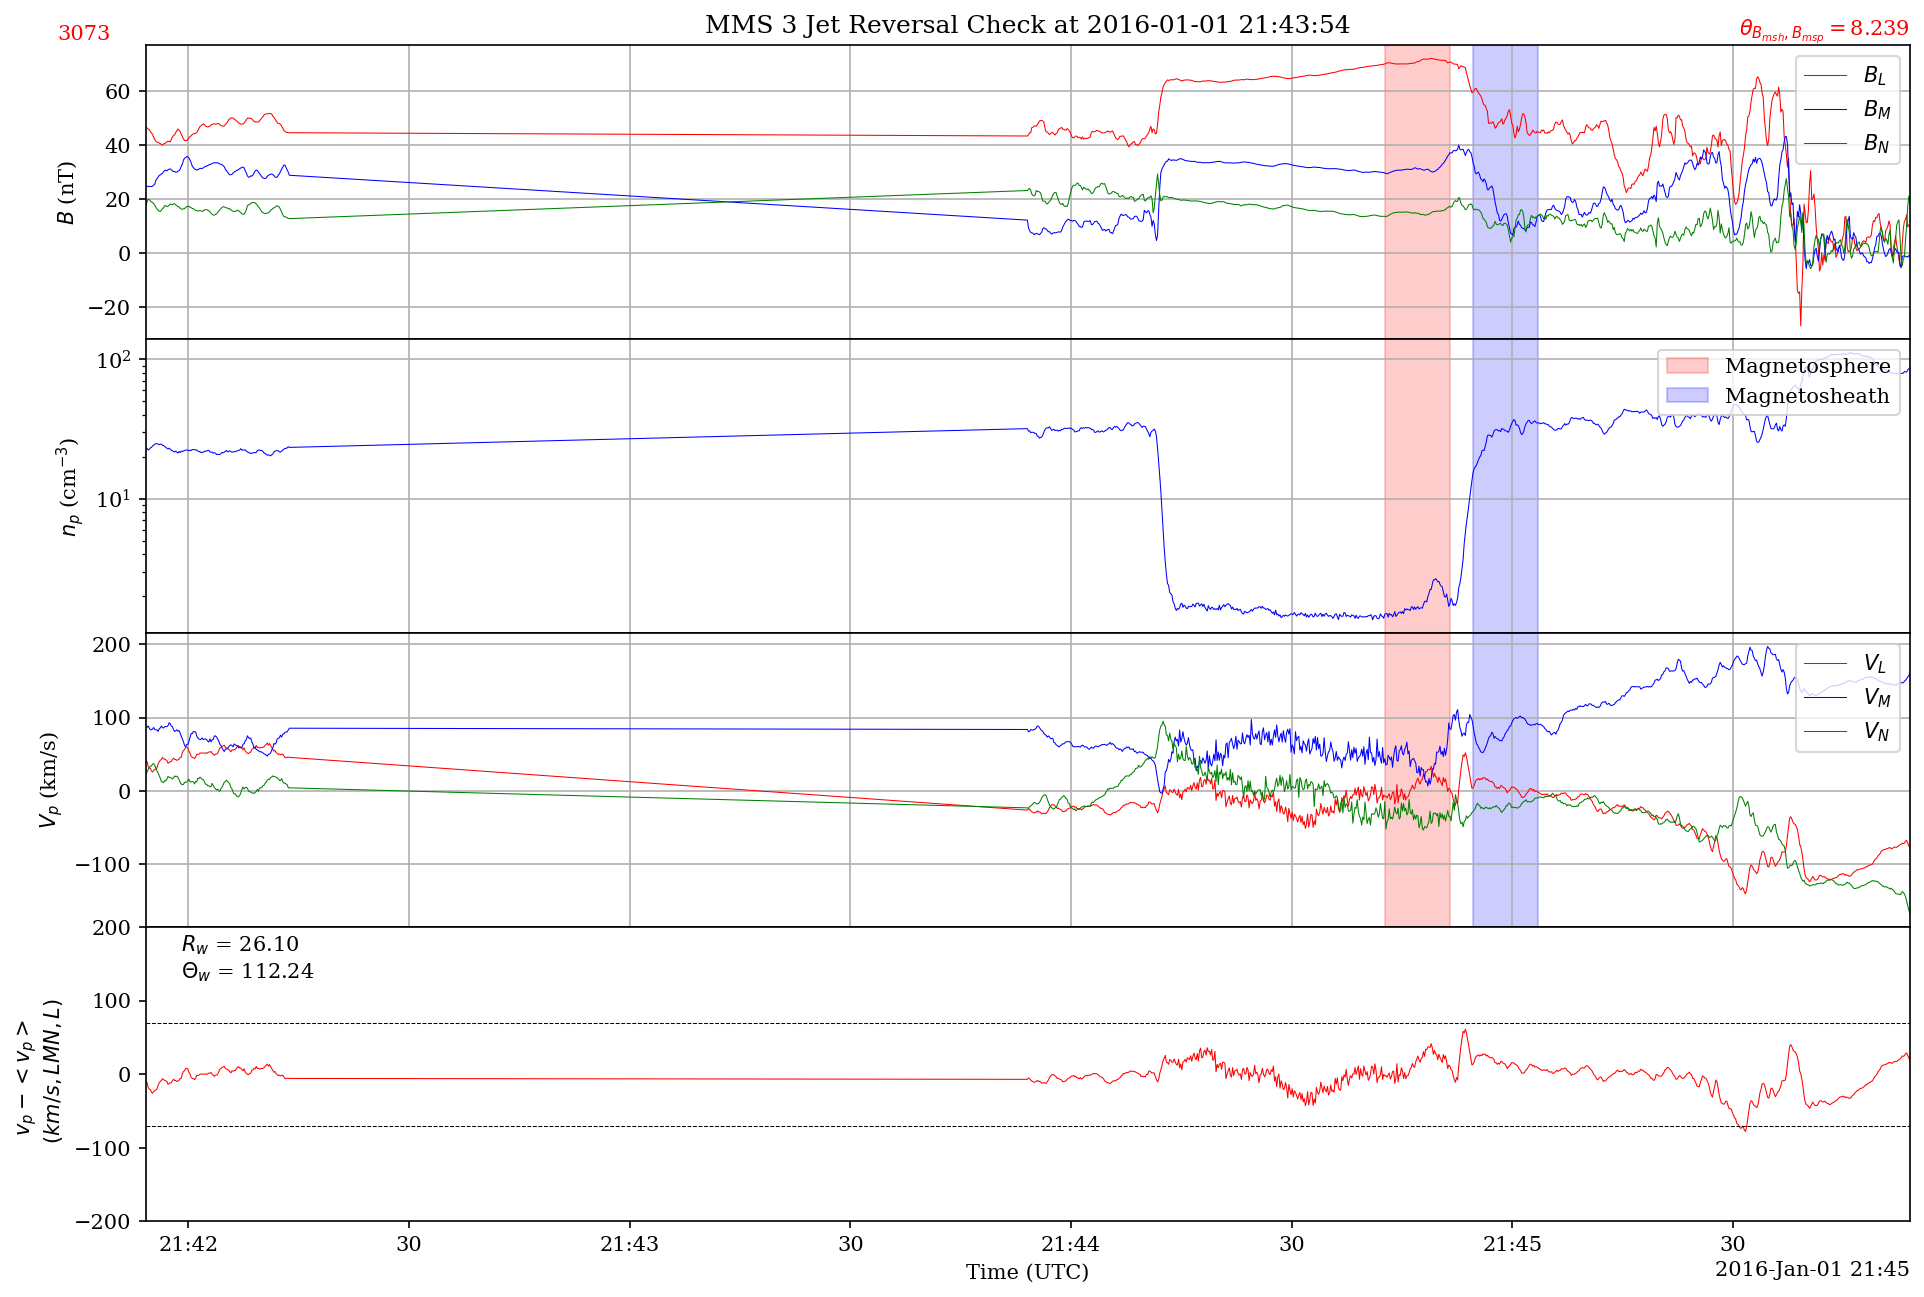 MMS 3 Jet Reversal Check at 2016-01-01 21:43:54
3073
θ_{B_{msh}, B_{msp}} = 8.239
60
40
20
0
−20
B (nT)
B_L
B_M
B_N
10^2
10^1
n_p (cm^{−3})
Magnetosphere
Magnetosheath
200
100
0
−100
V_p (km/s)
V_L
V_M
V_N
200
100
0
−100
−200
v_p − < v_p >
(km/s, LMN, L)
R_w = 26.10
Θ_w = 112.24
21:42 30 21:43 30 21:44 30 21:45 30
Time (UTC)
2016-Jan-01 21:45